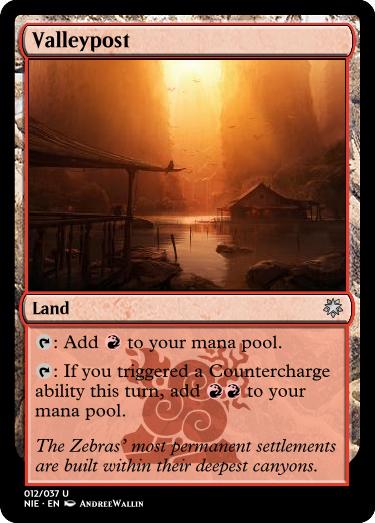 Valleypost
Land
: Add to your mana pool.
: If you triggered a Countercharge
ability this turn, add to your
mana pool.
The Zebras' most permanent settlements
are built within their deepest canyons.
012/037 U
NIE • EN AndreeWallin